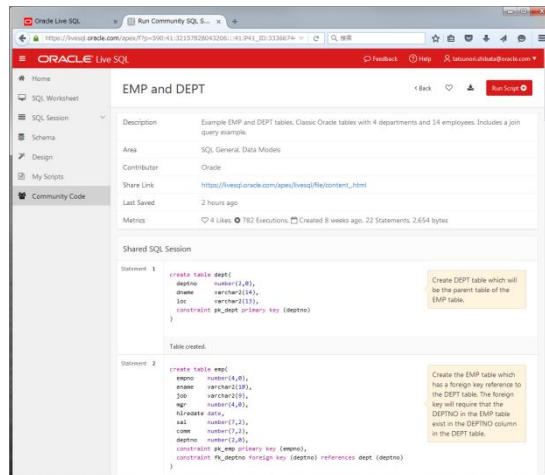 Oracle Live SQL
Run Community SQL S...
検索
ORACLE Live SQL
Feedback
Help
tatsunori.shibata@oracle.com
Home
SQL Worksheet
SQL Session
Schema
Design
My Scripts
Community Code
EMP and DEPT
Back
Run Script
Description
Example EMP and DEPT tables. Classic Oracle tables with 4 departments and 14 employees. Includes a join
query example.
Area
SQL General, Data Models
Contributor
Oracle
Share Link
https://livesql.oracle.com/apex/livesql/file/content_.html
Last Saved
2 hours ago
Metrics
4 Likes, 782 Executions, Created 8 weeks ago, 22 Statements, 2,654 bytes
Shared SQL Session
Statement 1
create table dept(
deptno number(2,0),
dname varchar2(14),
loc varchar2(13),
constraint pk_dept primary key (deptno)
)
Table created.
Create DEPT table which will
be the parent table of the
EMP table.
Statement 2
create table emp(
empno number(4,0),
ename varchar2(10),
job varchar2(9),
mgr number(4,0),
hiredate date,
sal number(7,2),
comm number(7,2),
deptno number(2,0),
constraint pk_emp primary key (empno),
constraint fk_deptno foreign key (deptno) references dept (deptno)
)
Create the EMP table which
has a foreign key reference to
the DEPT table. The foreign
key will require that the
DEPTNO in the EMP table
exist in the DEPTNO column
in the DEPT table.